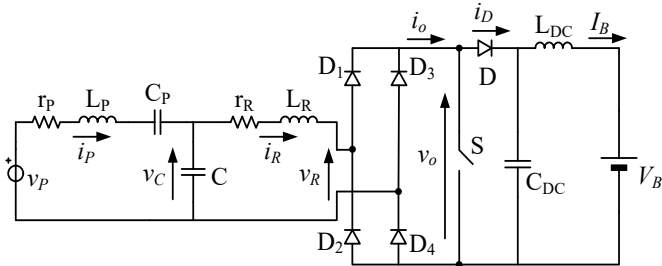 i_o i_D L_DC I_B
D_1 D_3 D
r_P L_P C_P r_R L_R
+
v_P i_P v_C C i_R v_R v_o S C_DC V_B
D_2 D_4